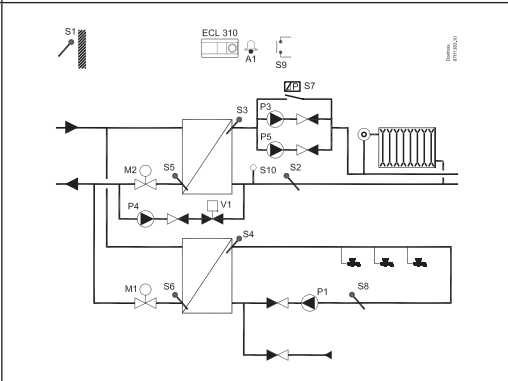 S1
ECL 310
A1
S9
Danfoss
87H1302.10
ΔP S7
P3
S3
P5
M2
S5
S10
S2
P4
V1
S4
M1
S6
P1
S8